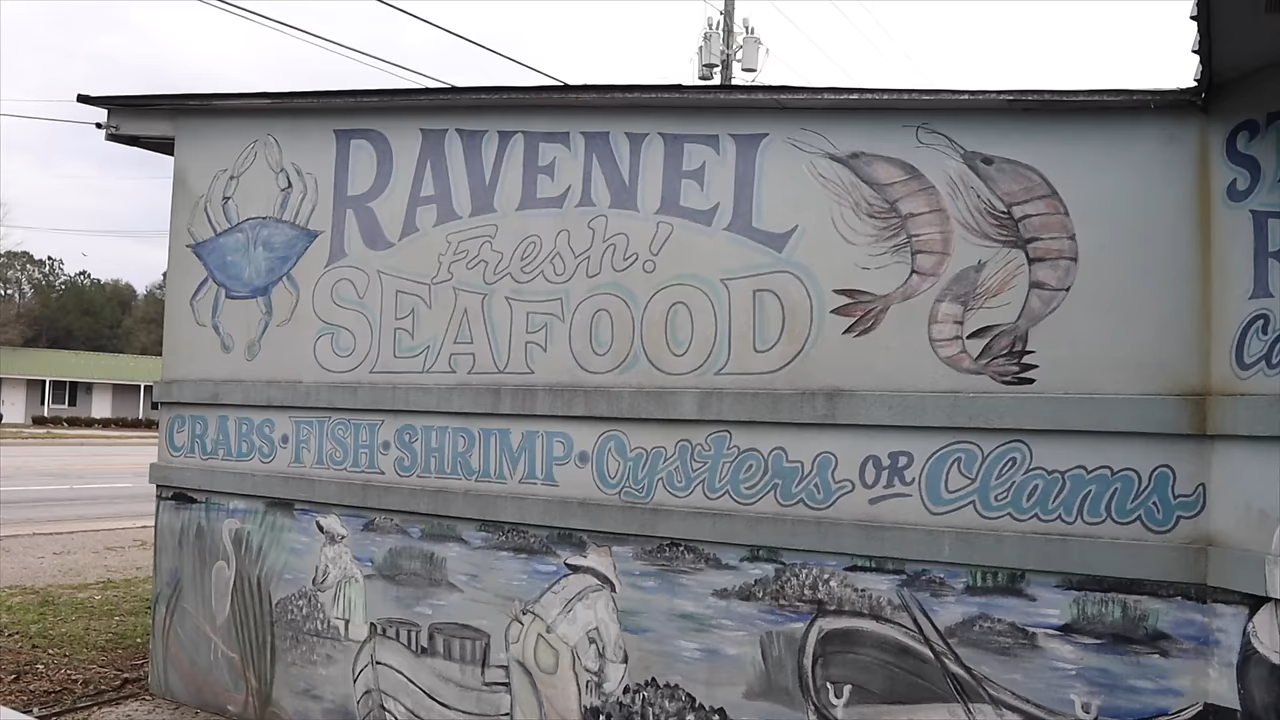 RAVENEL
Fresh!
SEAFOOD
CRABS • FISH • SHRIMP • Oysters OR Clams